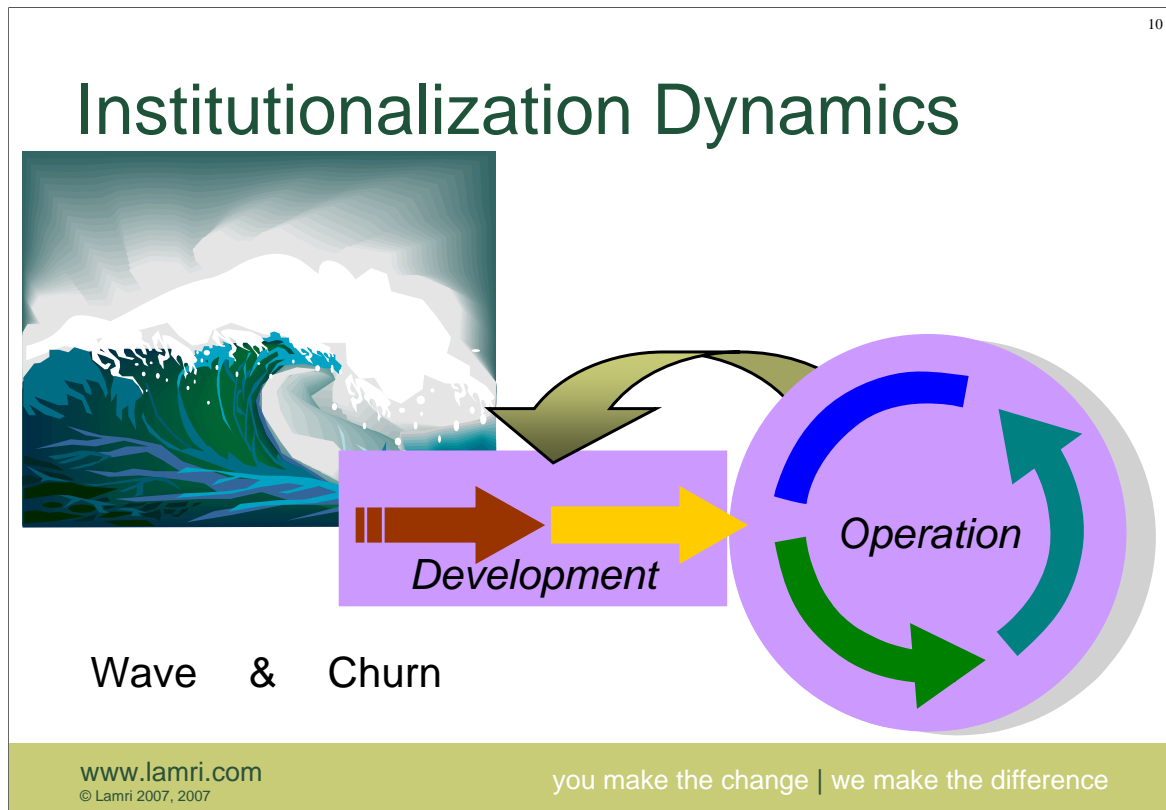 10
Institutionalization Dynamics
Operation
Development
Wave & Churn
www.lamri.com
© Lamri 2007, 2007
you make the change | we make the difference